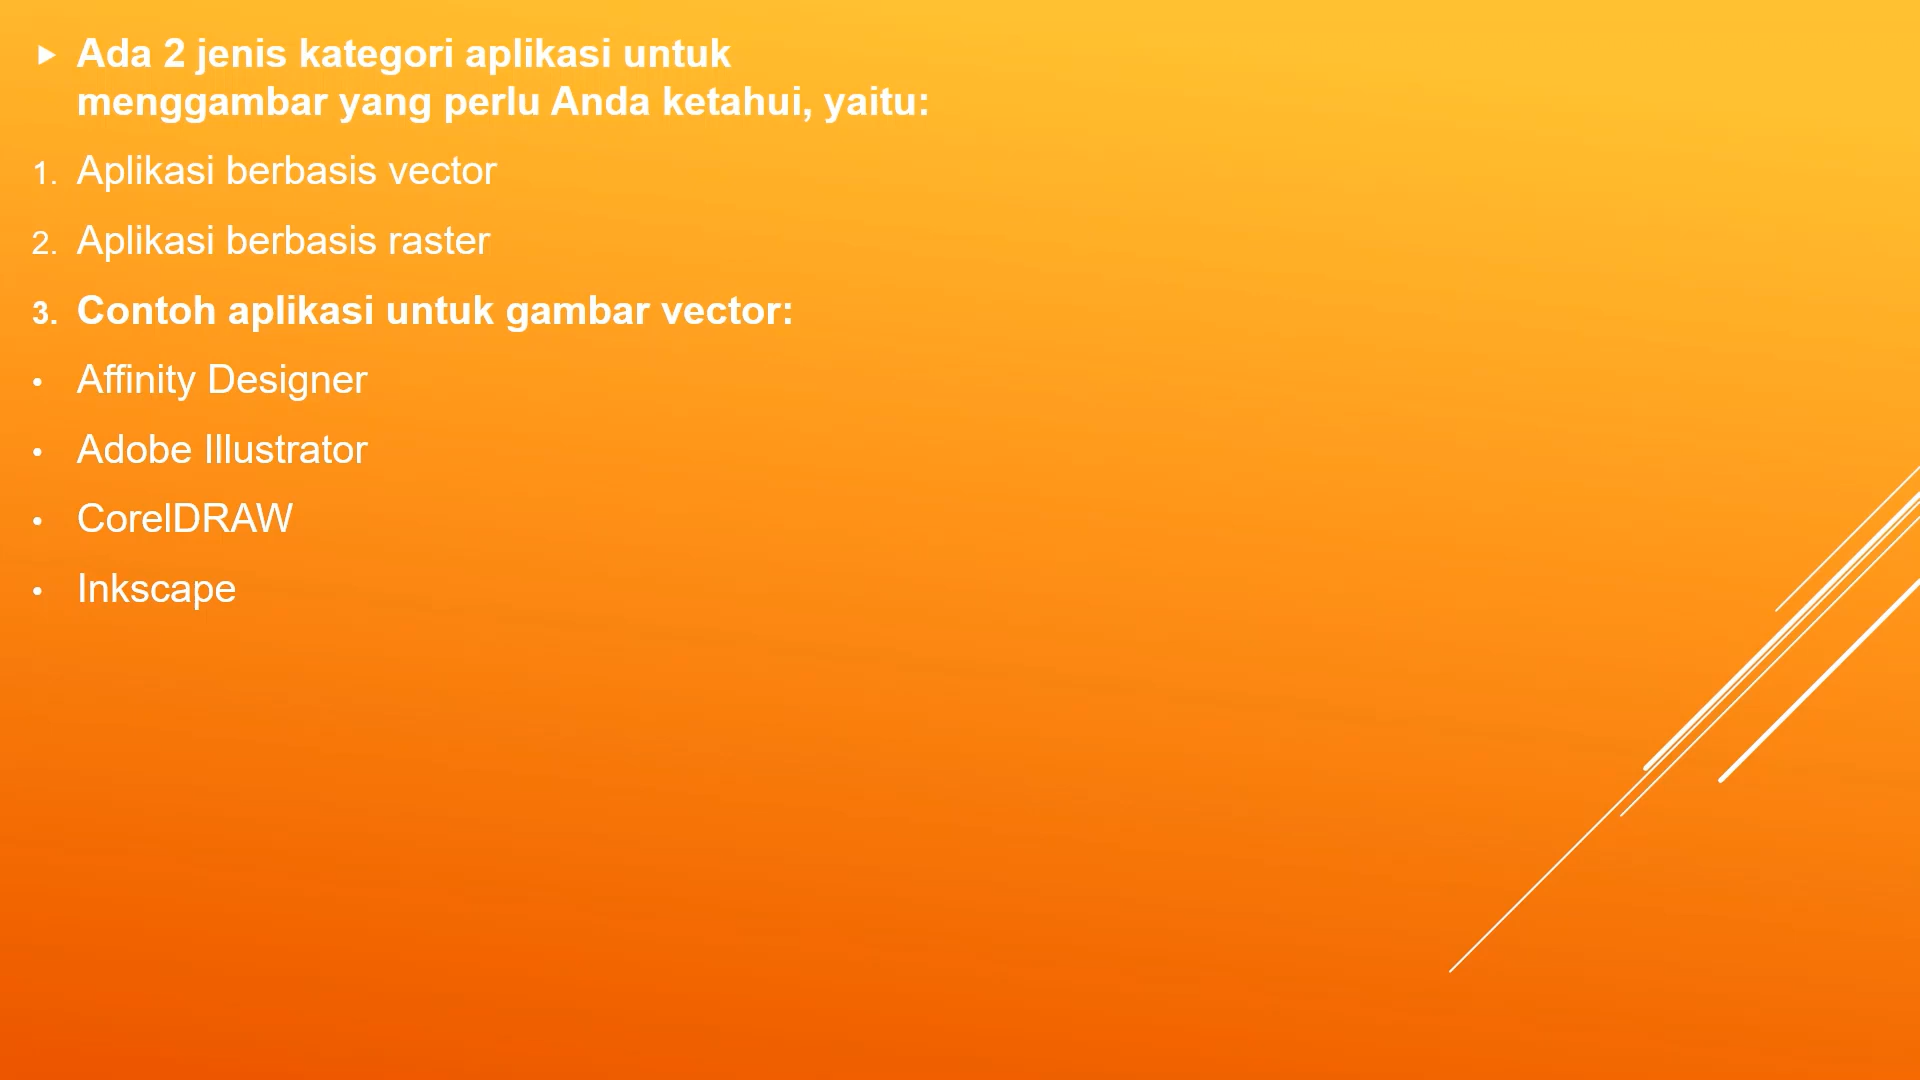 Ada 2 jenis kategori aplikasi untuk
menggambar yang perlu Anda ketahui, yaitu:
1. Aplikasi berbasis vector
2. Aplikasi berbasis raster
3. Contoh aplikasi untuk gambar vector:
• Affinity Designer
• Adobe Illustrator
• CorelDRAW
• Inkscape